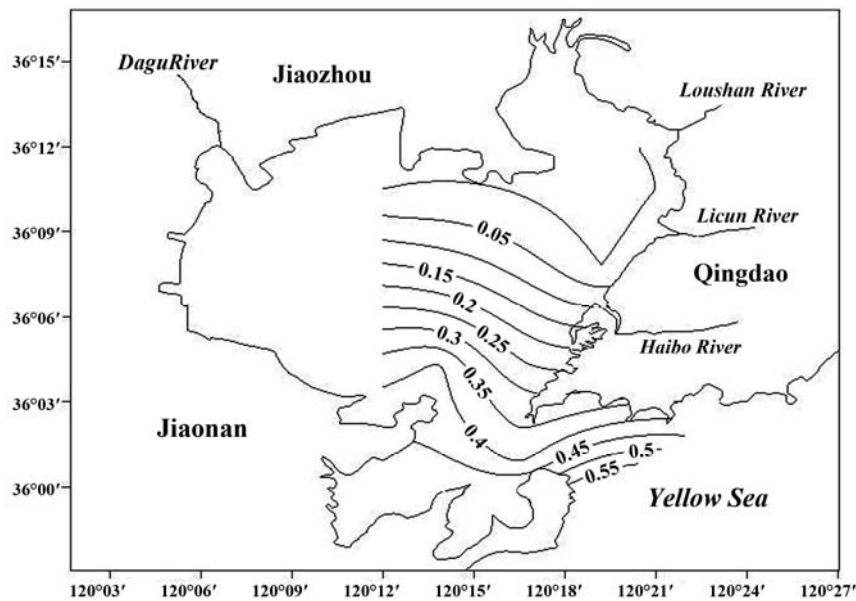 36°15′
36°12′
36°09′
36°06′
36°03′
36°00′
DaguRiver
Jiaozhou
Loushan River
Licun River
Qingdao
Haibo River
Jiaonan
Yellow Sea
0.05
0.15
0.2
0.25
0.3
0.35
0.4
0.45
0.5
0.55
120°03′ 120°06′ 120°09′ 120°12′ 120°15′ 120°18′ 120°21′ 120°24′ 120°27′